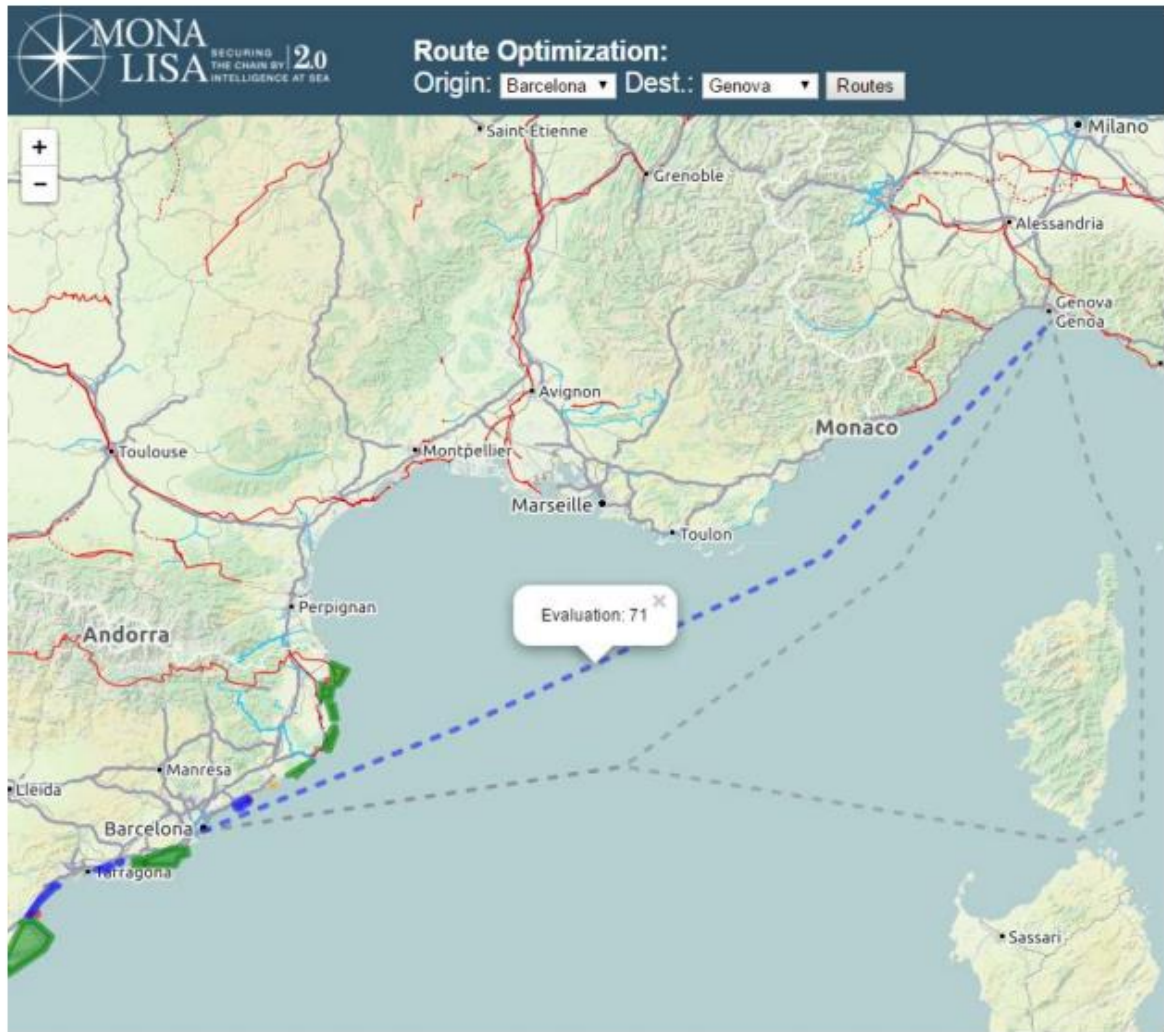 MONA
LISA
SECURING
THE CHAIN BY
INTELLIGENCE AT SEA
2.0
Route Optimization:
Origin: Barcelona Dest.: Genova Routes
+
−
Saint-Etienne
Milano
Grenoble
Alessandria
Genova
Genoa
Avignon
Monaco
Toulouse
Montpellier
Marseille
Toulon
Evaluation: 71 ×
Perpignan
Andorra
Manresa
Lleida
Barcelona
Tarragona
Sassari